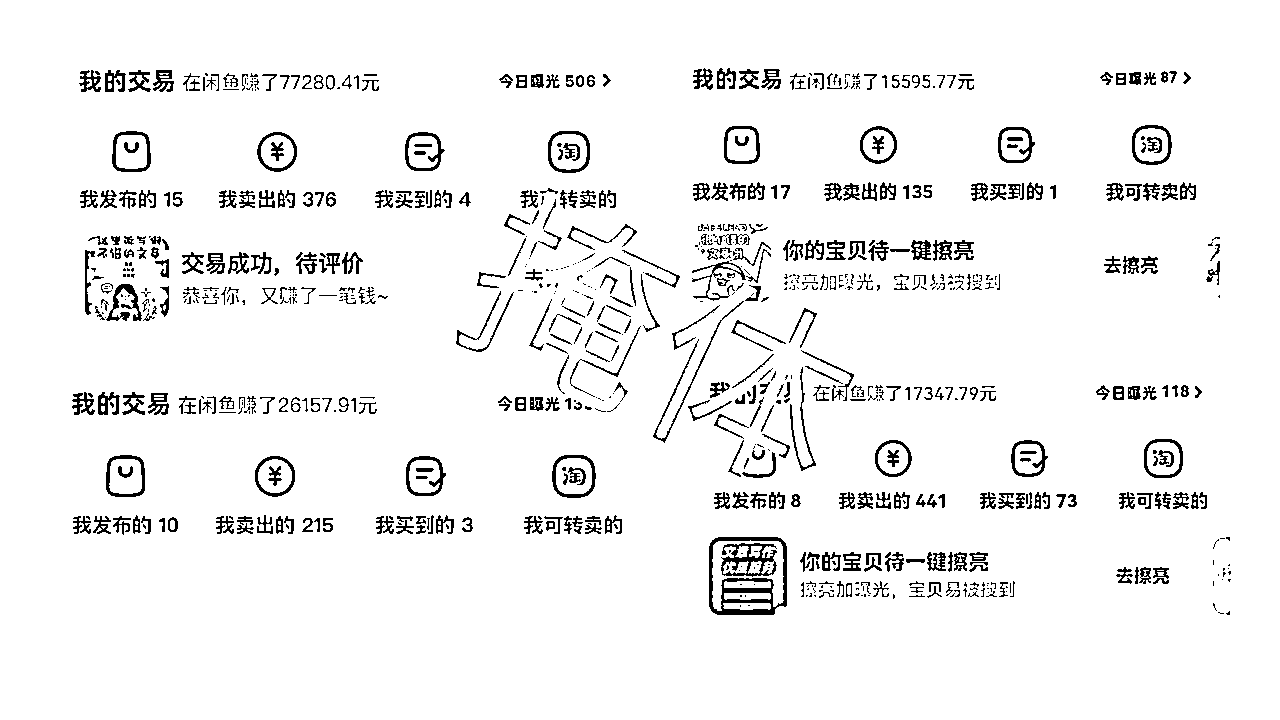 我的交易 在闲鱼赚了77280.41元 今日曝光 506
我发布的 15 我卖出的 376 我买到的 4 我可转卖的
交易成功，待评价
恭喜你，又赚了一笔钱~
我的交易 在闲鱼赚了15595.77元 今日曝光 87
我发布的 17 我卖出的 135 我买到的 1 我可转卖的
你的宝贝待一键擦亮 去擦亮
擦亮加曝光，宝贝易被搜到
掩体
我的交易 在闲鱼赚了26157.91元 今日曝光
我发布的 10 我卖出的 215 我买到的 3 我可转卖的
我的交易 在闲鱼赚了17347.79元 今日曝光 118
淘
我发布的 8 我卖出的 441 我买到的 73 我可转卖的
你的宝贝待一键擦亮 去擦亮
擦亮加曝光，宝贝易被搜到